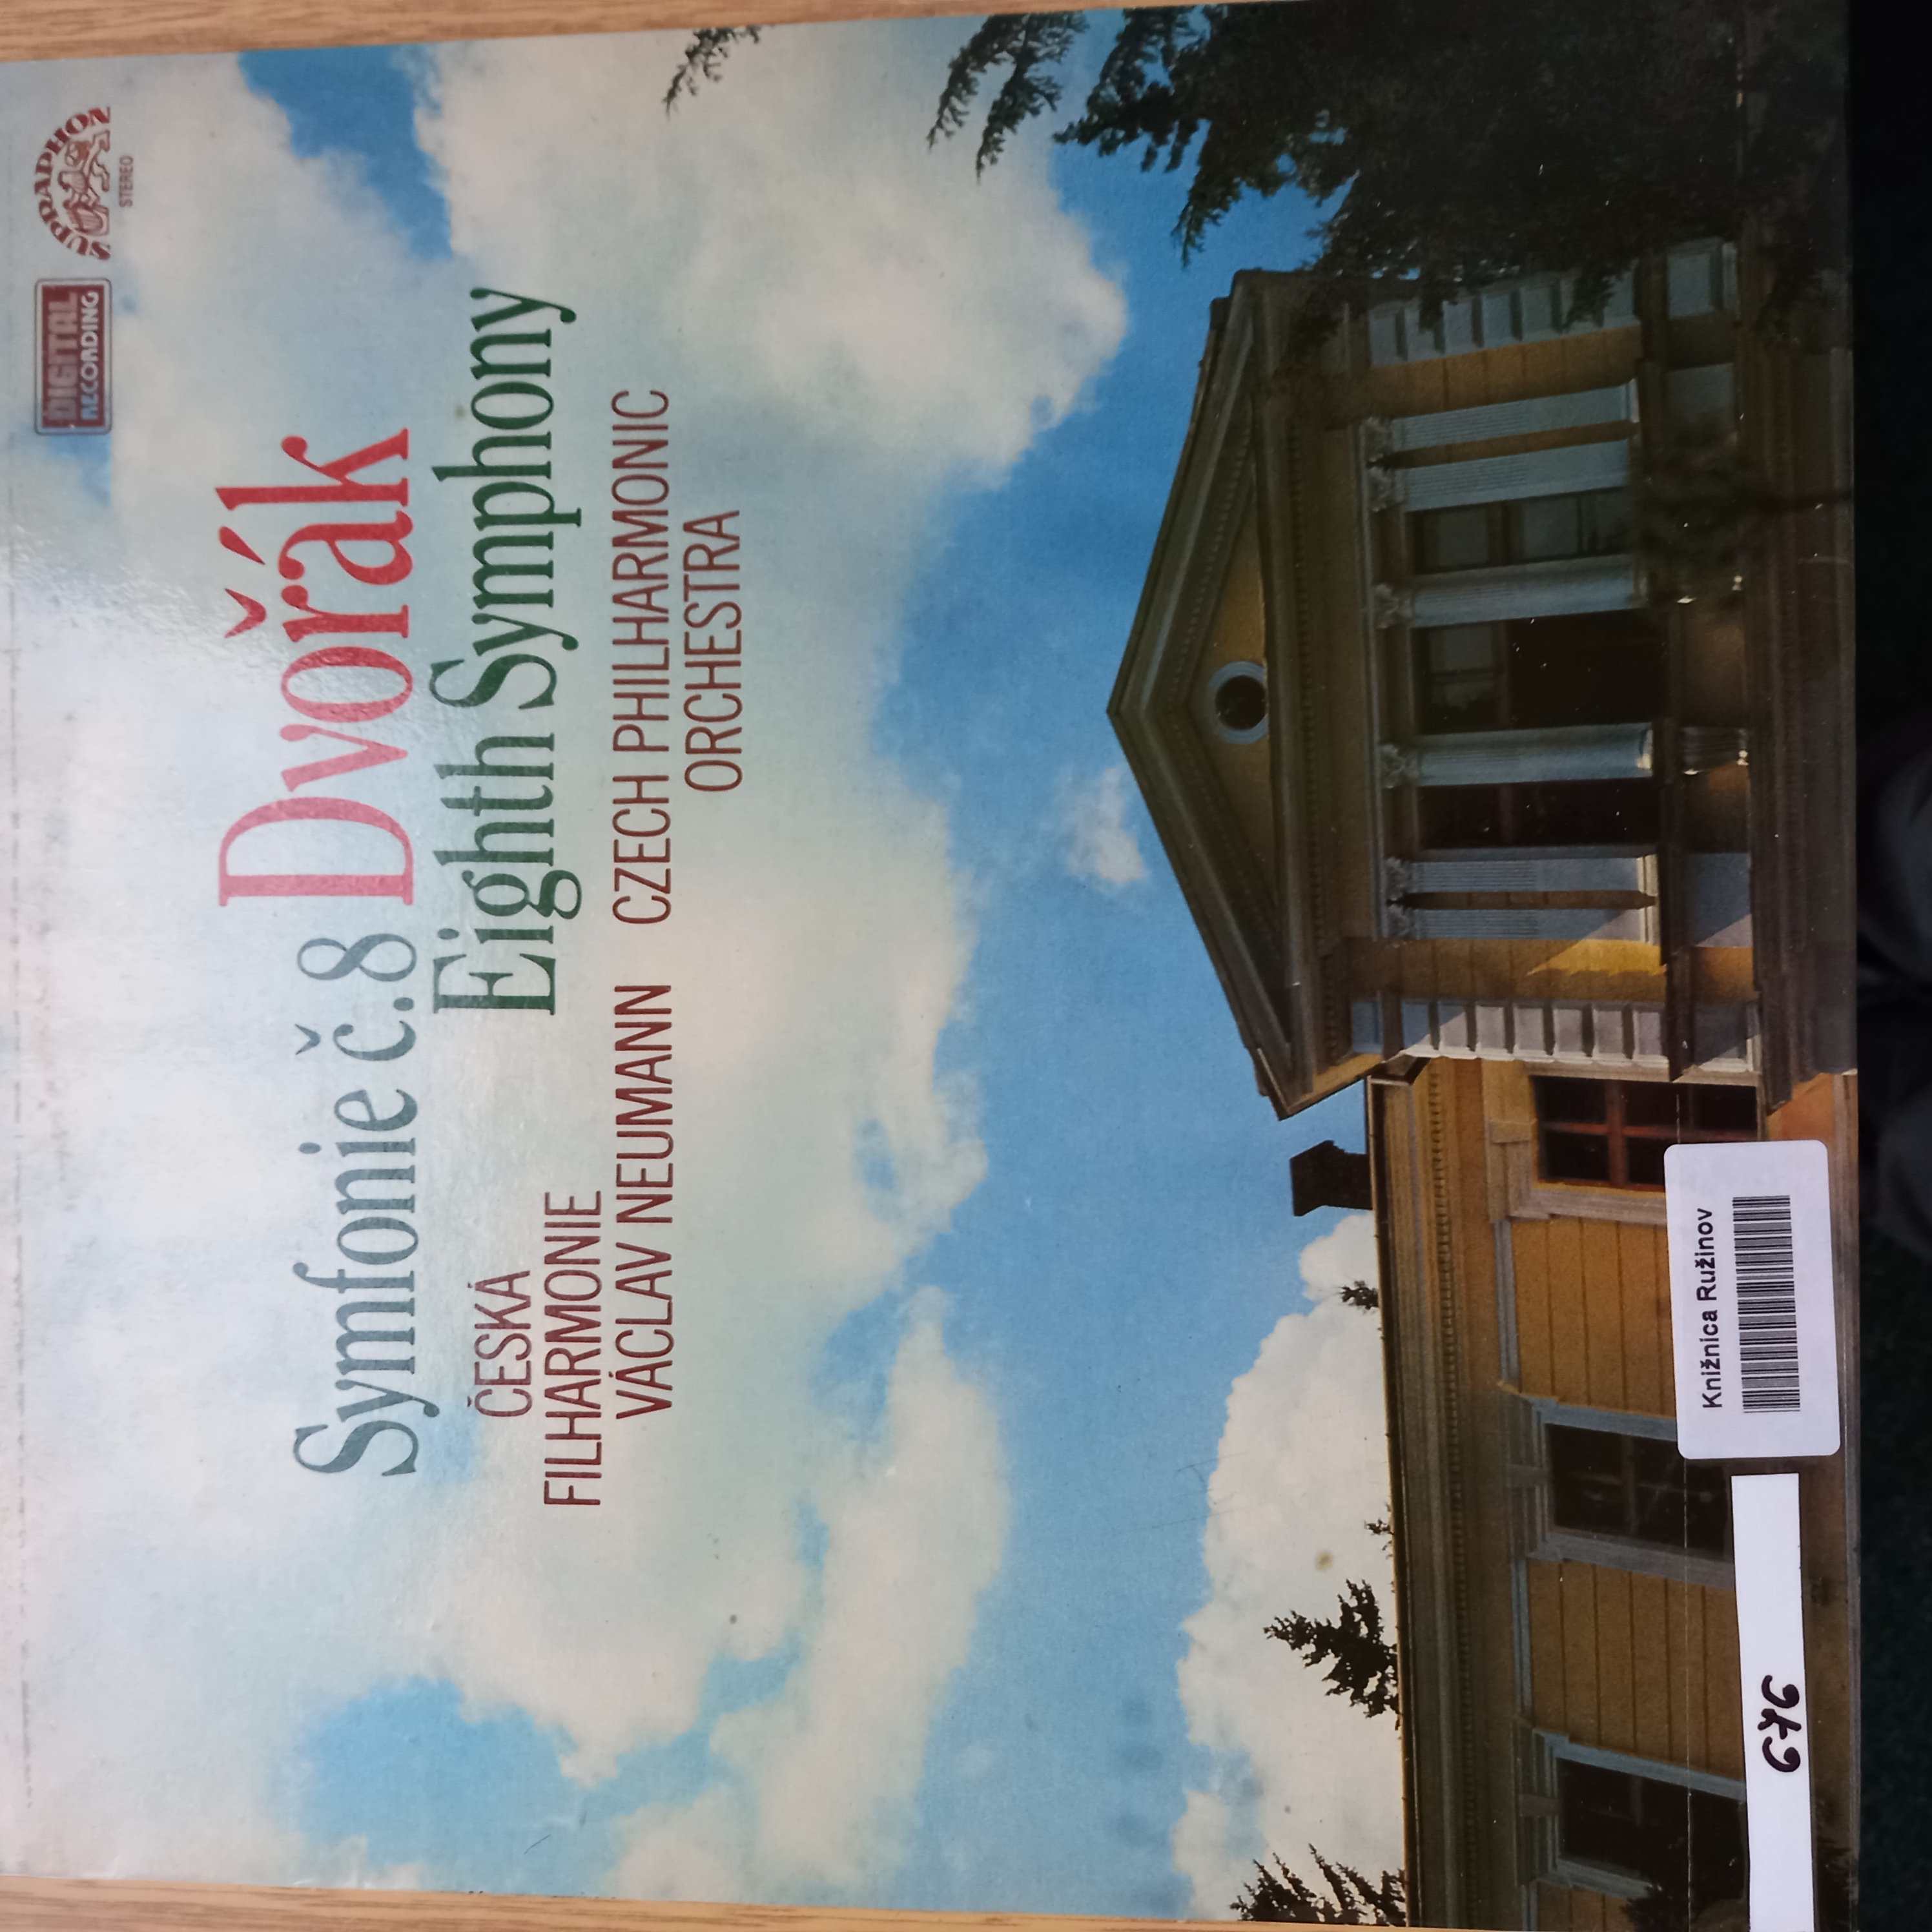 DIGITAL
RECORDING
SUPRAPHON
STEREO
Symfonie č.8 Dvořák
Eighth Symphony
ČESKÁ
FILHARMONIE
VÁCLAV NEUMANN CZECH PHILHARMONIC
ORCHESTRA
Knižnica Ružinov